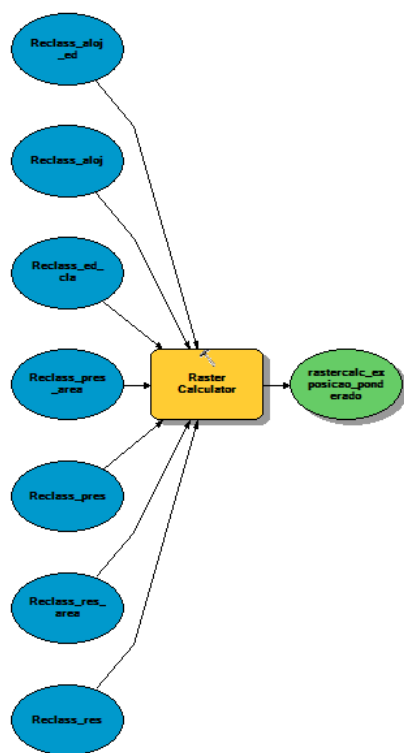 Reclass_aloj
_ed
Reclass_aloj
Reclass_ed_
cla
Reclass_pres
_area
Raster
Calculator
rastercalc_ex
posicao_pond
erado
Reclass_pres
Reclass_res_
area
Reclass_res